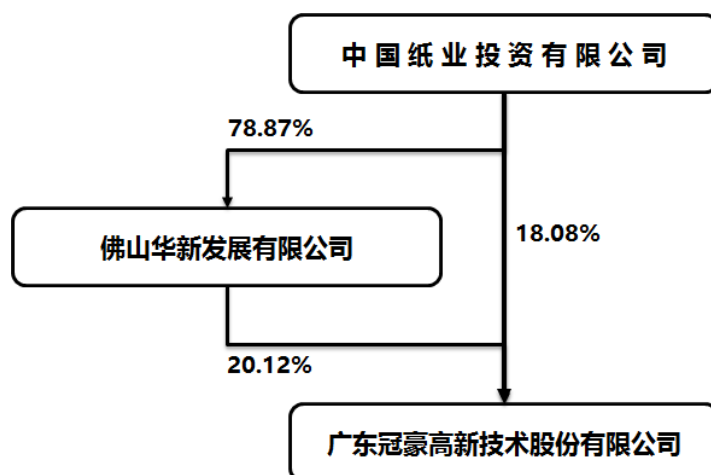 中国纸业投资有限公司
78.87%
佛山华新发展有限公司
18.08%
20.12%
广东冠豪高新技术股份有限公司